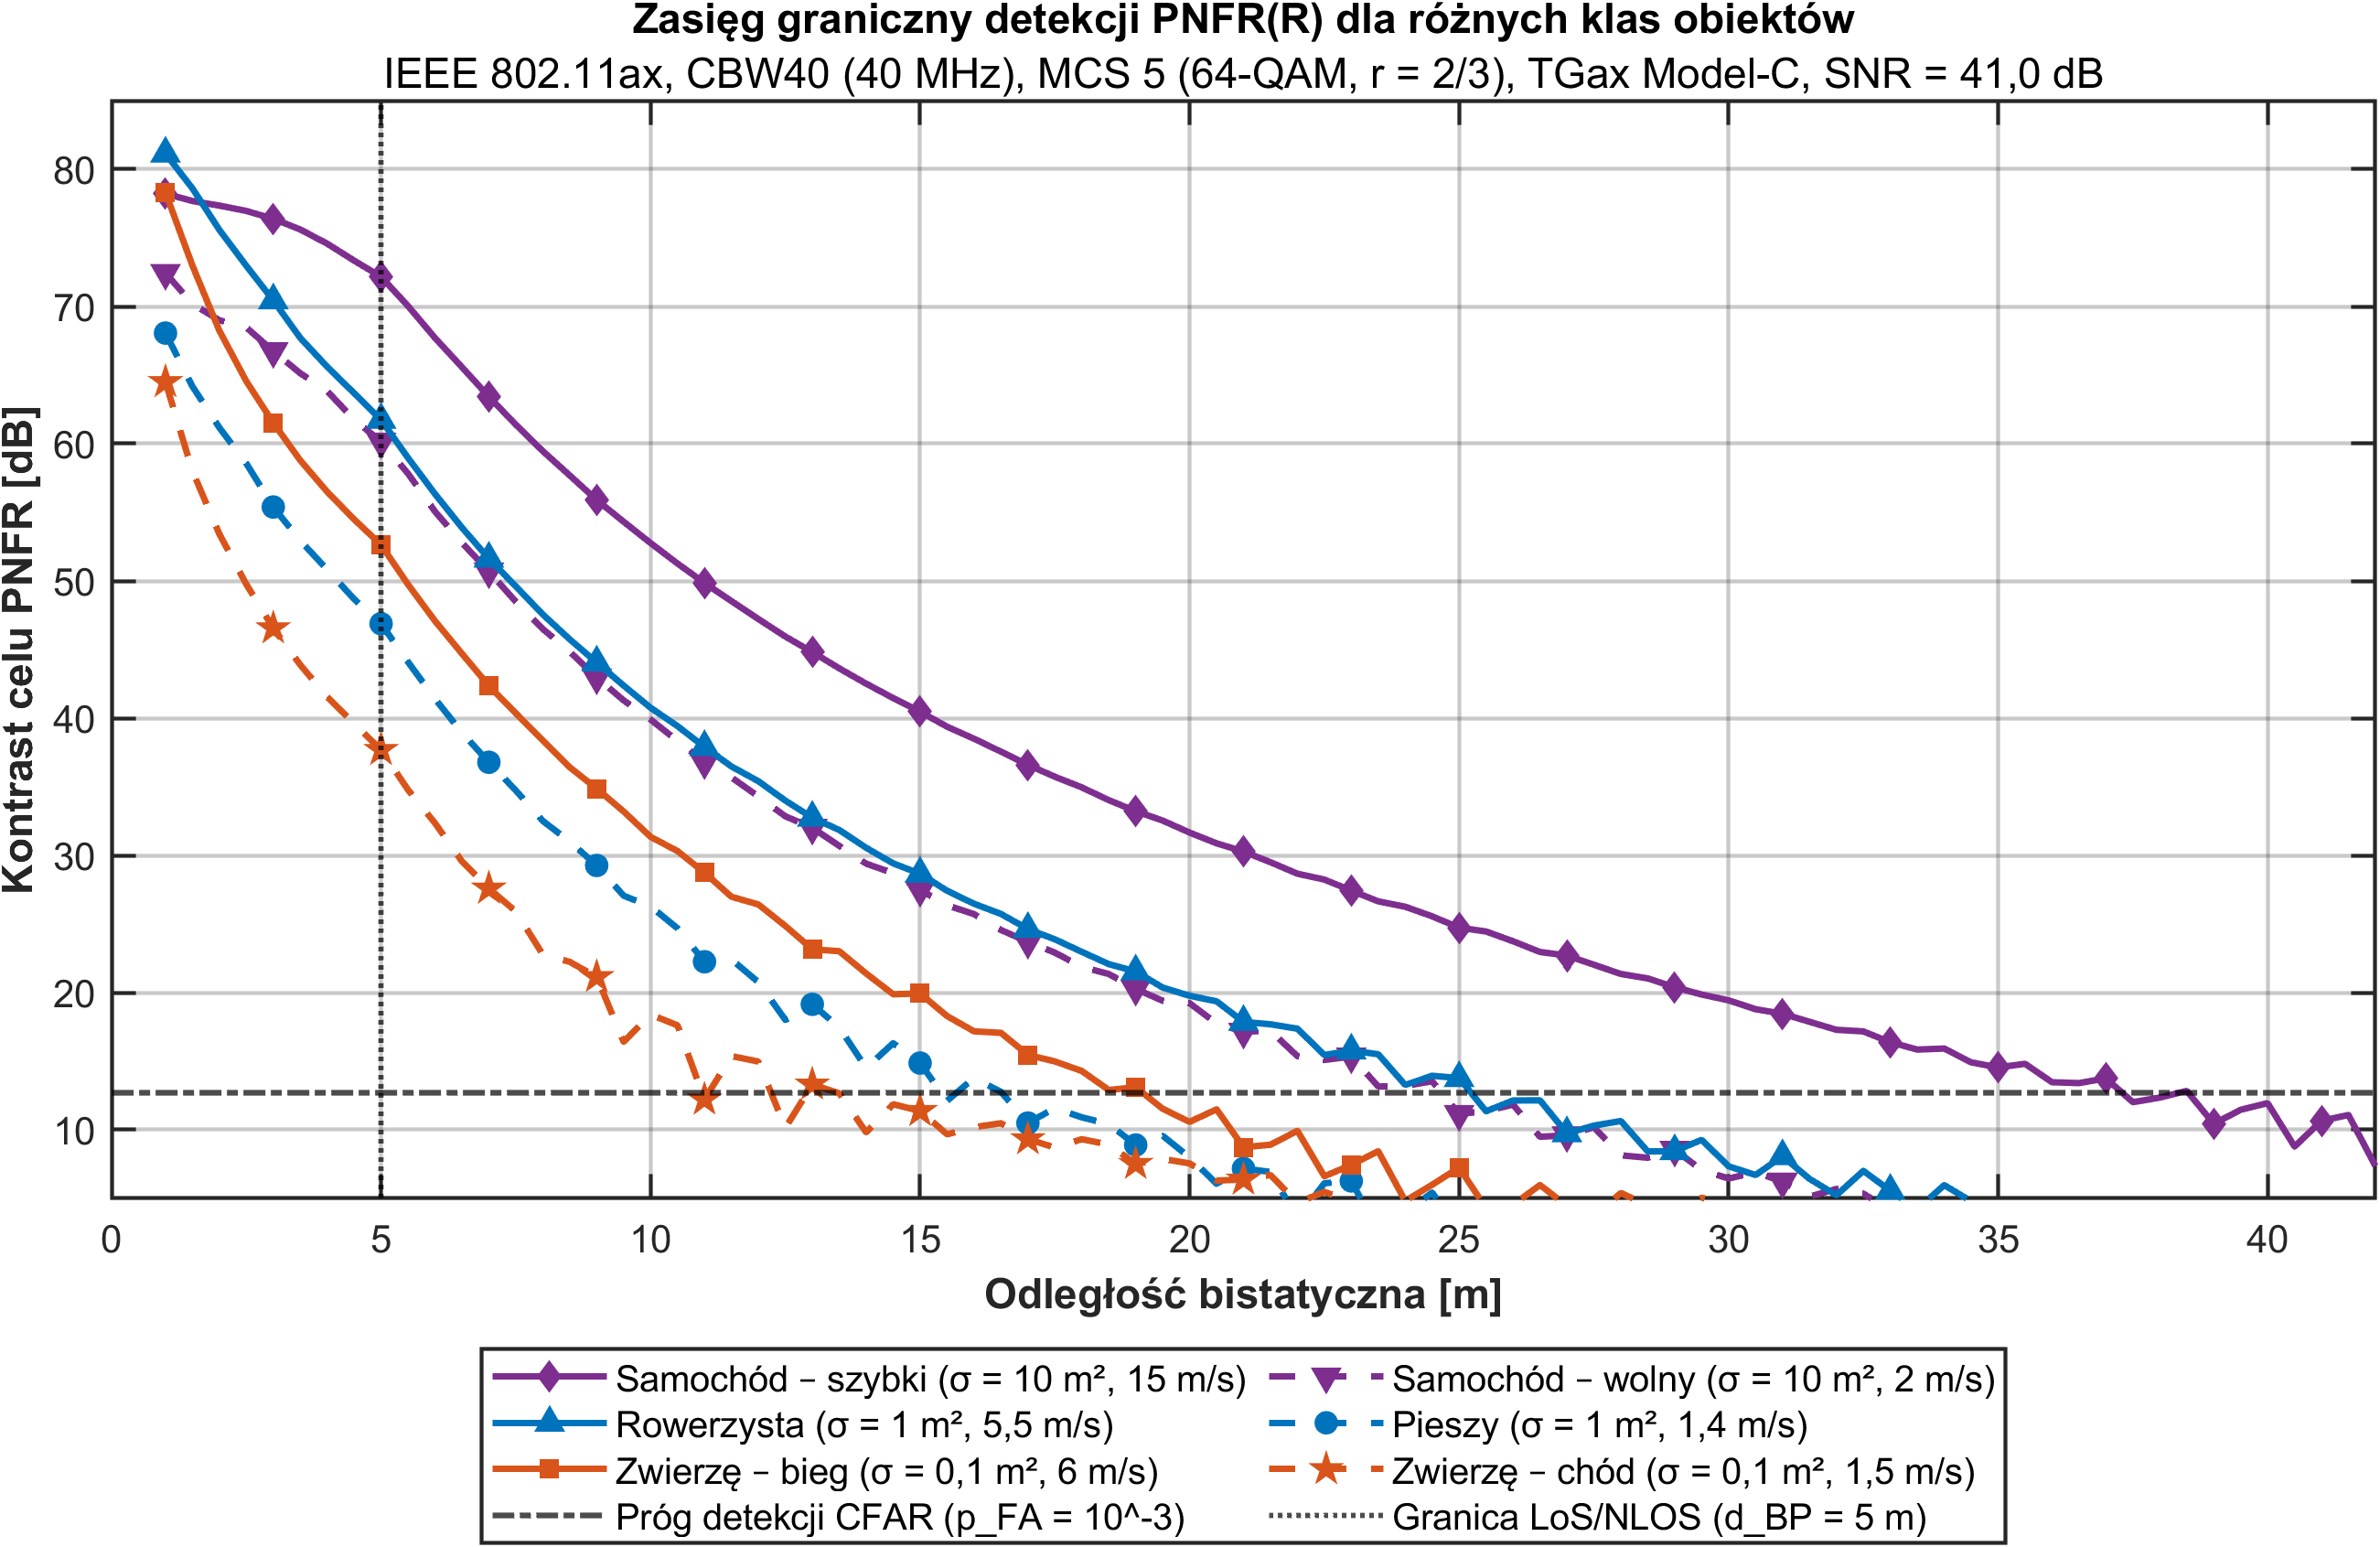 Zasięg graniczny detekcji PNFR(R) dla różnych klas obiektów
IEEE 802.11ax, CBW40 (40 MHz), MCS 5 (64-QAM, r = 2/3), TGax Model-C, SNR = 41,0 dB
Kontrast celu PNFR [dB]
80
70
60
50
40
30
20
10
0 5 10 15 20 25 30 35 40
Odległość bistatyczna [m]
Samochód – szybki (σ = 10 m², 15 m/s)
Samochód – wolny (σ = 10 m², 2 m/s)
Rowerzysta (σ = 1 m², 5,5 m/s)
Pieszy (σ = 1 m², 1,4 m/s)
Zwierzę – bieg (σ = 0,1 m², 6 m/s)
Zwierzę – chód (σ = 0,1 m², 1,5 m/s)
Próg detekcji CFAR (p_FA = 10^-3)
Granica LoS/NLOS (d_BP = 5 m)